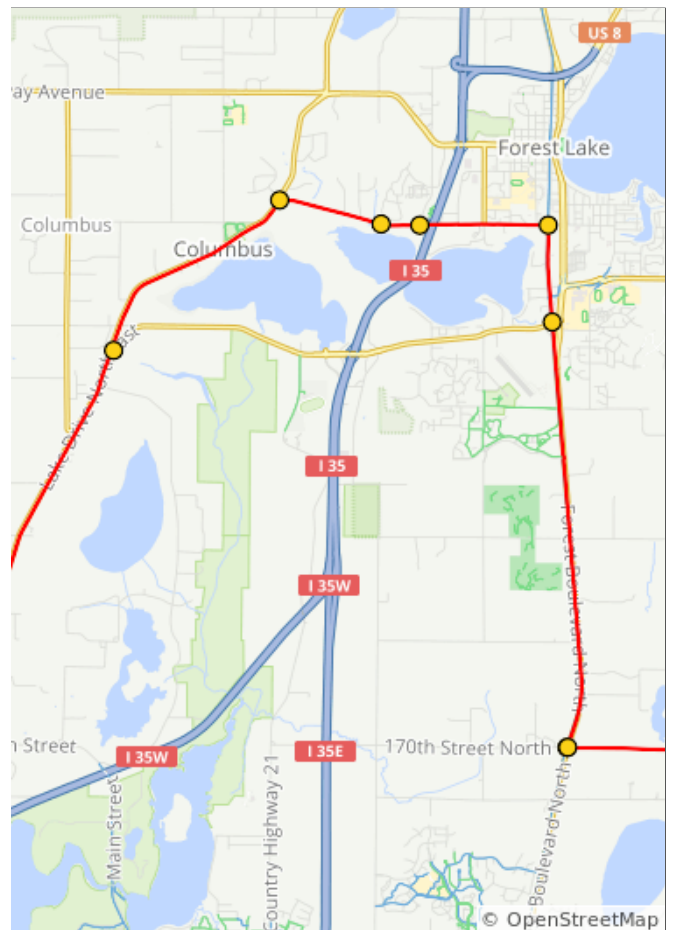 US 8
ay Avenue
Forest Lake
Columbus
Columbus
I 35
Lake Drive Northeast
I 35
Forest Boulevard North
I 35W
170th Street North
h Street
I 35W
I 35E
Main Street
Country Highway 21
Boulevard North
© OpenStreetMap